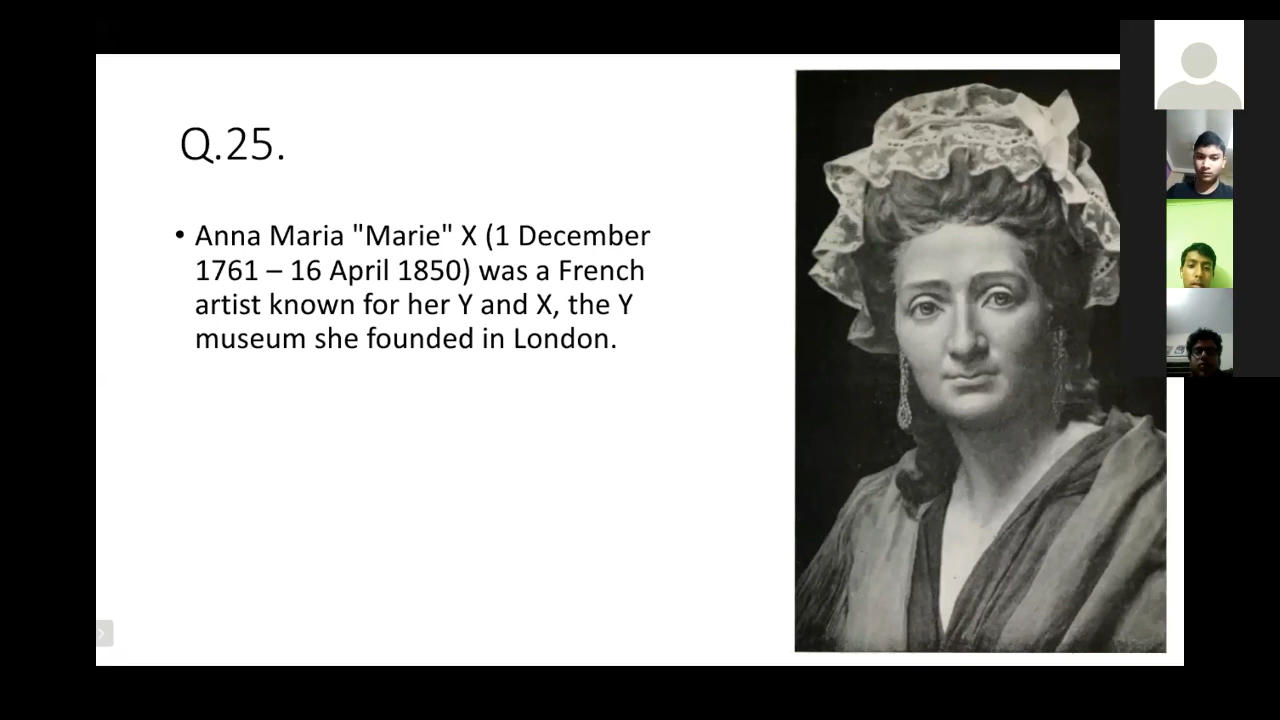 Q.25.
• Anna Maria "Marie" X (1 December
1761 – 16 April 1850) was a French
artist known for her Y and X, the Y
museum she founded in London.